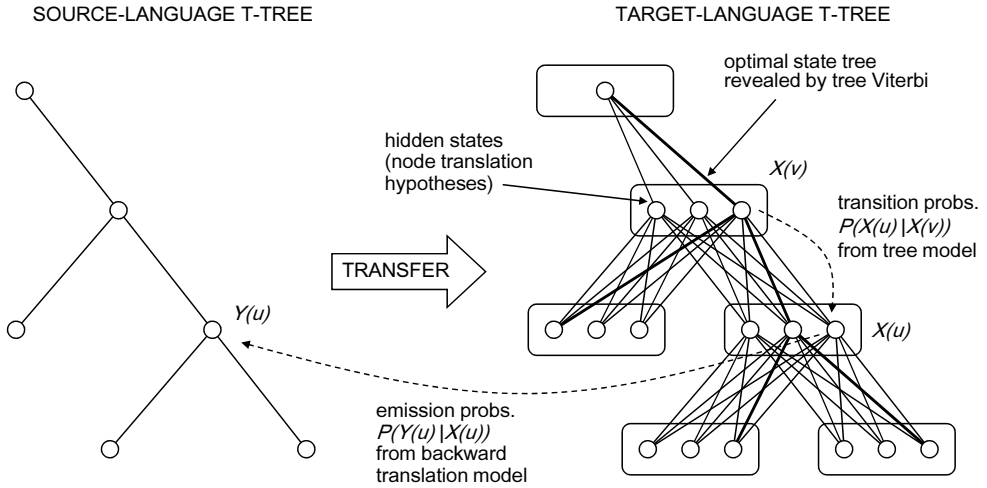 SOURCE-LANGUAGE T-TREE
TARGET-LANGUAGE T-TREE
optimal state tree
revealed by tree Viterbi
hidden states
(node translation
hypotheses)
X(v)
transition probs.
P(X(u)|X(v))
from tree model
TRANSFER
Y(u)
X(u)
emission probs.
P(Y(u)|X(u))
from backward
translation model